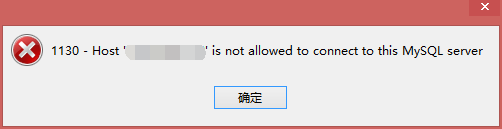 1130 - Host '' is not allowed to connect to this MySQL server
确定